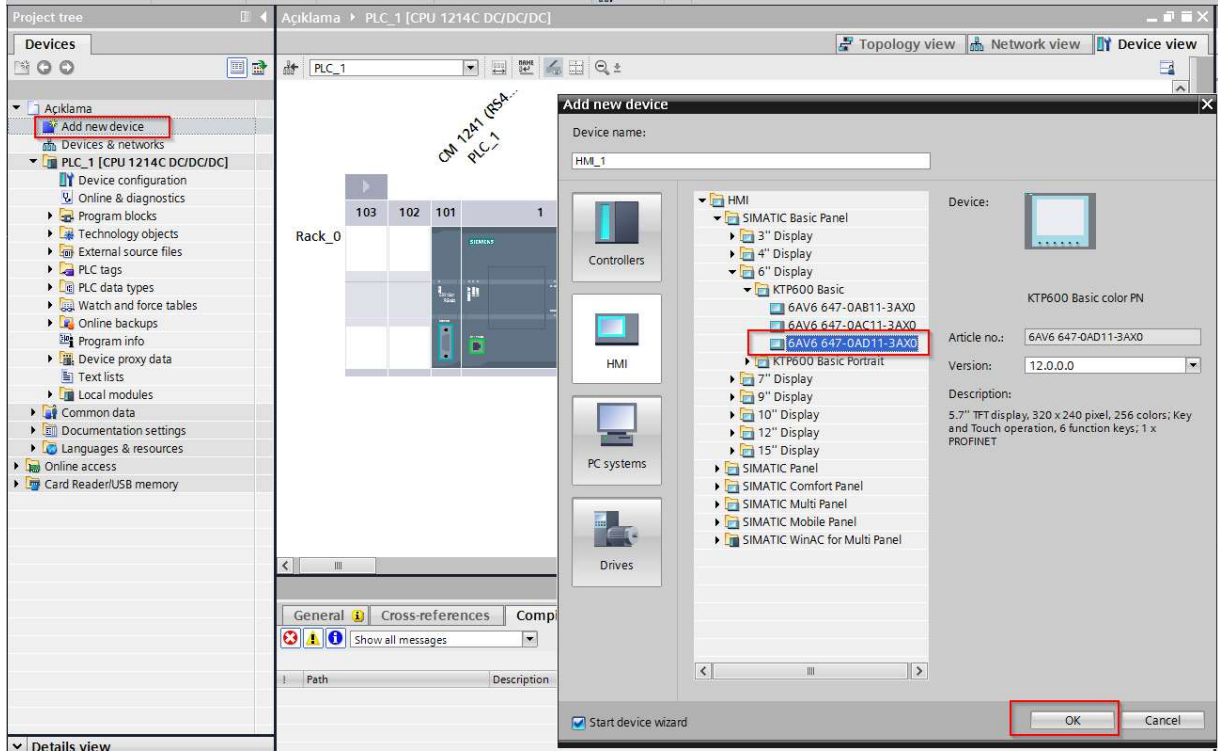 Project tree
Devices
Açıklama
Add new device
Devices & networks
PLC_1 [CPU 1214C DC/DC/DC]
Device configuration
Online & diagnostics
Program blocks
Technology objects
External source files
PLC tags
PLC data types
Watch and force tables
Online backups
Program info
Device proxy data
Text lists
Local modules
Common data
Documentation settings
Languages & resources
Online access
Card Reader/USB memory
Details view
Açıklama PLC_1 [CPU 1214C DC/DC/DC]
Topology view Network view Device view
PLC_1
CM 1241 (RS4...
PLC_1
103 102 101 1
Rack_0
SIEMENS
General Cross-references Compi
Show all messages
! Path Description
Add new device
Device name:
HMI_1
Controllers
HMI
PC systems
Drives
HMI
SIMATIC Basic Panel
3" Display
4" Display
6" Display
KTP600 Basic
6AV6 647-0AB11-3AX0
6AV6 647-0AC11-3AX0
6AV6 647-0AD11-3AX0
KTP600 Basic Portrait
7" Display
9" Display
10" Display
12" Display
15" Display
SIMATIC Panel
SIMATIC Comfort Panel
SIMATIC Multi Panel
SIMATIC Mobile Panel
SIMATIC WinAC for Multi Panel
Device:
KTP600 Basic color PN
Article no.: 6AV6 647-0AD11-3AX0
Version: 12.0.0.0
Description:
5.7" TFT display, 320 x 240 pixel, 256 colors; Key
and Touch operation, 6 function keys; 1 x
PROFINET
Start device wizard
OK Cancel